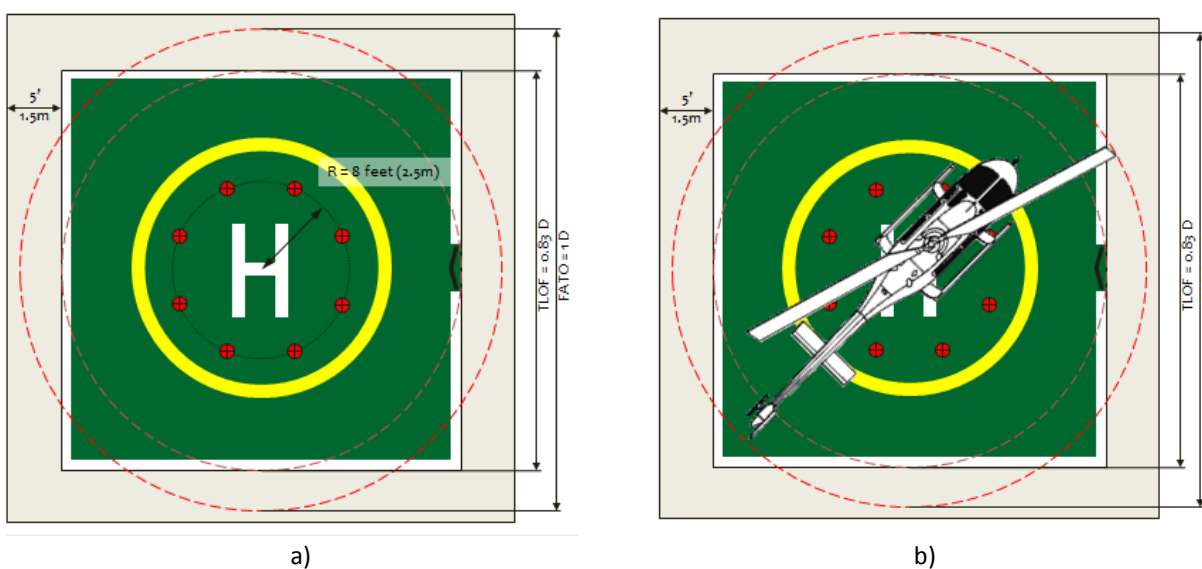 5'
1.5m
R = 8 feet (2.5m)
H
TLOF = 0.83 D
FATO = 1 D
a)
5'
1.5m
H
TLOF = 0.83 D
b)